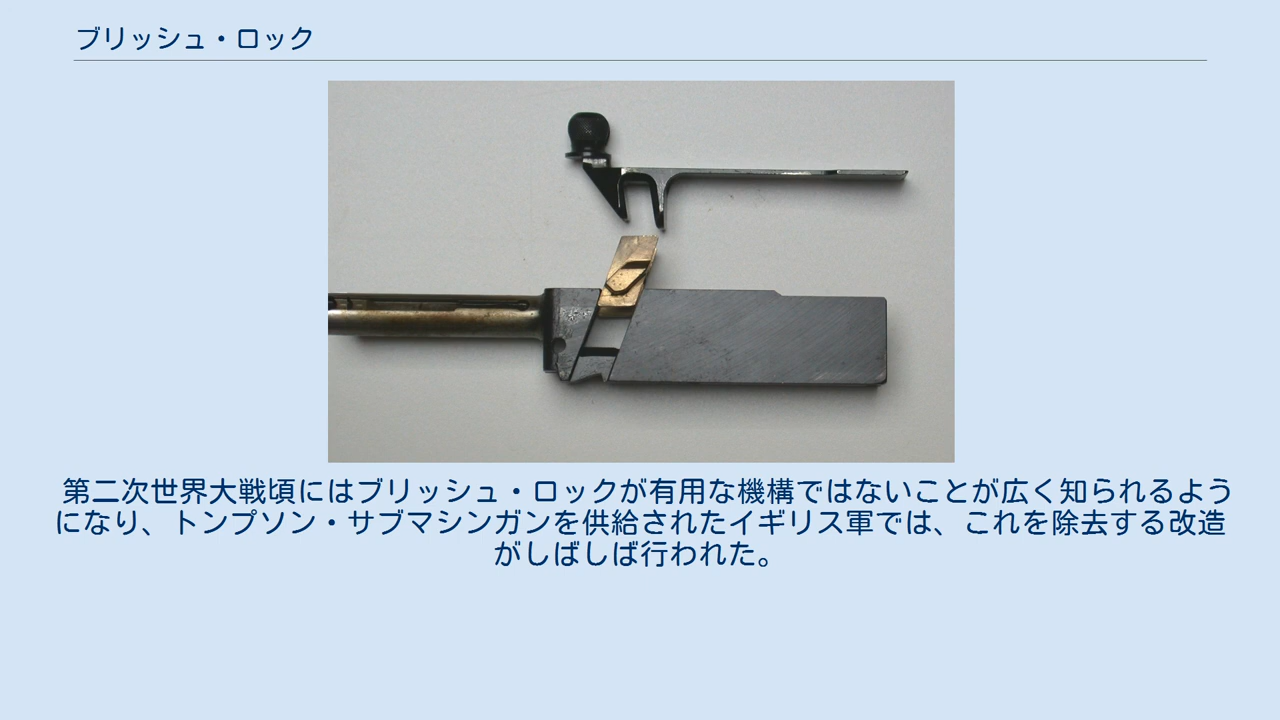 ブリッシュ・ロック
第二次世界大戦頃にはブリッシュ・ロックが有用な機構ではないことが広く知られるよう
になり、トンプソン・サブマシンガンを供給されたイギリス軍では、これを除去する改造
がしばしば行われた。